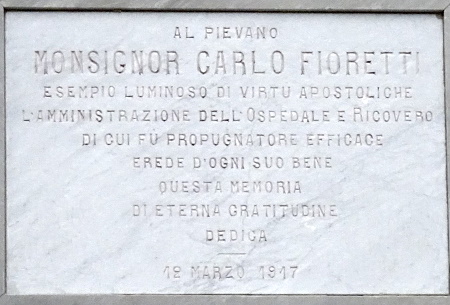 AL PIEVANO
MONSIGNOR CARLO FIORETTI
ESEMPIO LUMINOSO DI VIRTÙ APOSTOLICHE
L'AMMINISTRAZIONE DELL'OSPEDALE E RICOVERO
DI CUI FÙ PROPUGNATORE EFFICACE
EREDE D'OGNI SUO BENE
QUESTA MEMORIA
DI ETERNA GRATITUDINE
DEDICA
12 MARZO 1917